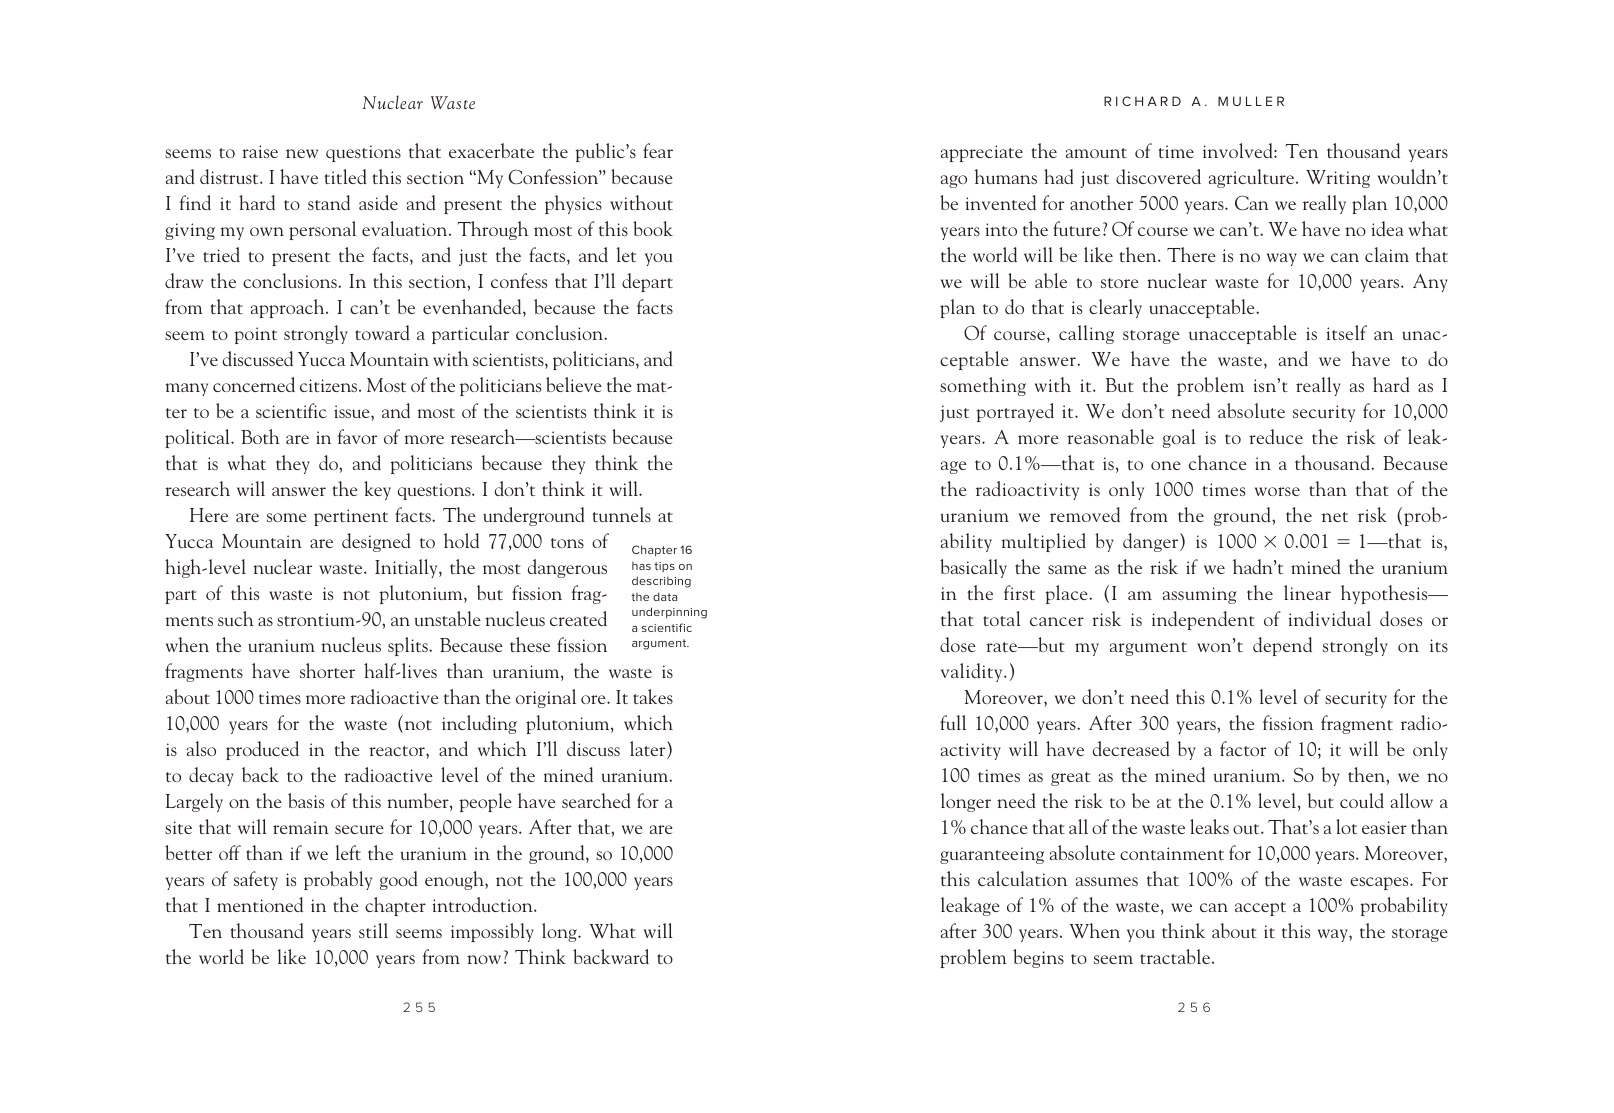 Nuclear Waste
seems to raise new questions that exacerbate the public’s fear
and distrust. I have titled this section “My Confession” because
I find it hard to stand aside and present the physics without
giving my own personal evaluation. Through most of this book
I’ve tried to present the facts, and just the facts, and let you
draw the conclusions. In this section, I confess that I’ll depart
from that approach. I can’t be evenhanded, because the facts
seem to point strongly toward a particular conclusion.
I’ve discussed Yucca Mountain with scientists, politicians, and
many concerned citizens. Most of the politicians believe the mat-
ter to be a scientific issue, and most of the scientists think it is
political. Both are in favor of more research—scientists because
that is what they do, and politicians because they think the
research will answer the key questions. I don’t think it will.
Here are some pertinent facts. The underground tunnels at
Yucca Mountain are designed to hold 77,000 tons of
high-level nuclear waste. Initially, the most dangerous
part of this waste is not plutonium, but fission frag-
ments such as strontium-90, an unstable nucleus created
when the uranium nucleus splits. Because these fission
fragments have shorter half-lives than uranium, the waste is
about 1000 times more radioactive than the original ore. It takes
10,000 years for the waste (not including plutonium, which
is also produced in the reactor, and which I’ll discuss later)
to decay back to the radioactive level of the mined uranium.
Largely on the basis of this number, people have searched for a
site that will remain secure for 10,000 years. After that, we are
better off than if we left the uranium in the ground, so 10,000
years of safety is probably good enough, not the 100,000 years
that I mentioned in the chapter introduction.
Ten thousand years still seems impossibly long. What will
the world be like 10,000 years from now? Think backward to
Chapter 16
has tips on
describing
the data
underpinning
a scientific
argument.
255
RICHARD A. MULLER
appreciate the amount of time involved: Ten thousand years
ago humans had just discovered agriculture. Writing wouldn’t
be invented for another 5000 years. Can we really plan 10,000
years into the future? Of course we can’t. We have no idea what
the world will be like then. There is no way we can claim that
we will be able to store nuclear waste for 10,000 years. Any
plan to do that is clearly unacceptable.
Of course, calling storage unacceptable is itself an unac-
ceptable answer. We have the waste, and we have to do
something with it. But the problem isn’t really as hard as I
just portrayed it. We don’t need absolute security for 10,000
years. A more reasonable goal is to reduce the risk of leak-
age to 0.1%—that is, to one chance in a thousand. Because
the radioactivity is only 1000 times worse than that of the
uranium we removed from the ground, the net risk (prob-
ability multiplied by danger) is 1000 × 0.001 = 1—that is,
basically the same as the risk if we hadn’t mined the uranium
in the first place. (I am assuming the linear hypothesis—
that total cancer risk is independent of individual doses or
dose rate—but my argument won’t depend strongly on its
validity.)
Moreover, we don’t need this 0.1% level of security for the
full 10,000 years. After 300 years, the fission fragment radio-
activity will have decreased by a factor of 10; it will be only
100 times as great as the mined uranium. So by then, we no
longer need the risk to be at the 0.1% level, but could allow a
1% chance that all of the waste leaks out. That’s a lot easier than
guaranteeing absolute containment for 10,000 years. Moreover,
this calculation assumes that 100% of the waste escapes. For
leakage of 1% of the waste, we can accept a 100% probability
after 300 years. When you think about it this way, the storage
problem begins to seem tractable.
256